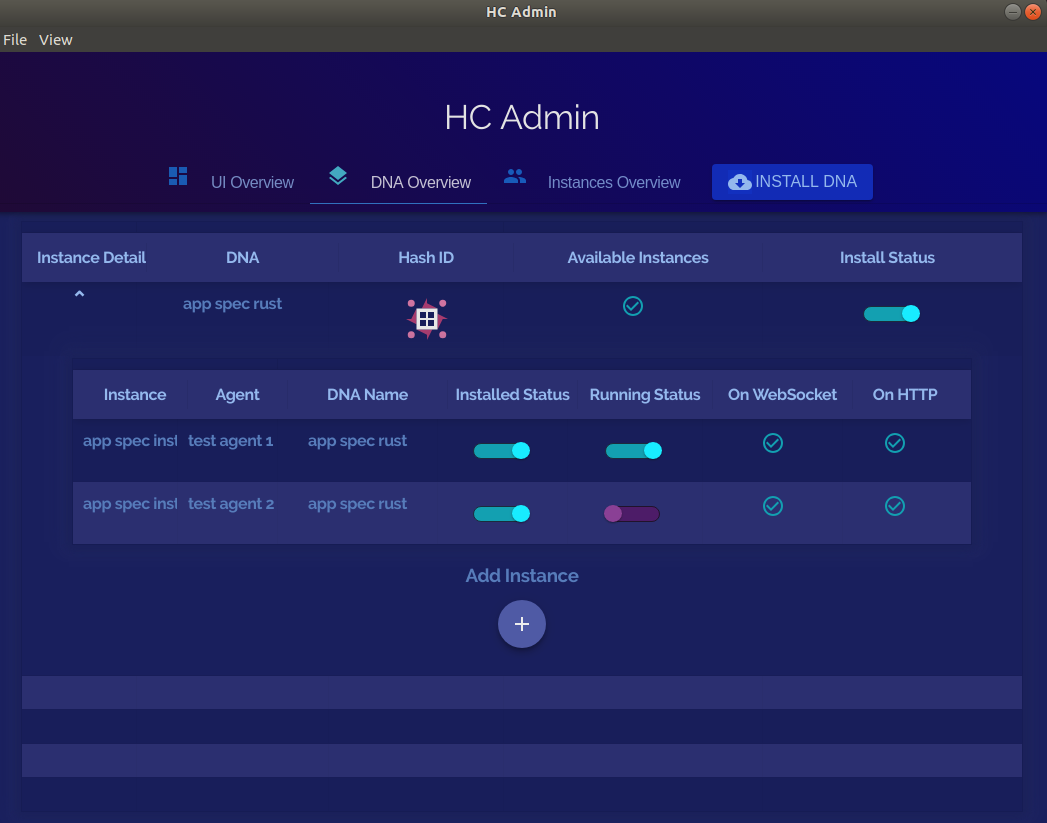 HC Admin
File View
HC Admin
UI Overview DNA Overview Instances Overview INSTALL DNA
Instance Detail DNA Hash ID Available Instances Install Status
app spec rust
Instance Agent DNA Name Installed Status Running Status On WebSocket On HTTP
app spec inst test agent 1 app spec rust
app spec inst test agent 2 app spec rust
Add Instance